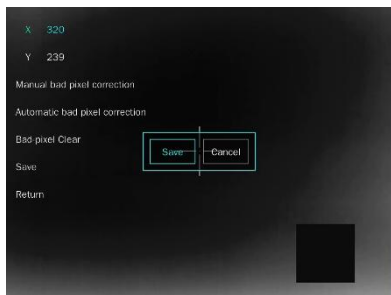 X 320
Y 239
Manual bad pixel correction
Automatic bad pixel correction
Bad-pixel Clear
Save Cancel
Save
Return